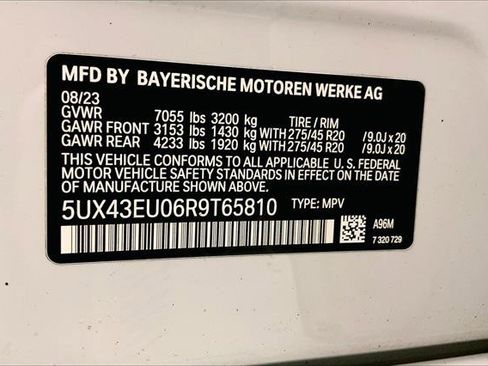 MFD BY BAYERISCHE MOTOREN WERKE AG
08/23
GVWR 7055 lbs 3200 kg TIRE / RIM
GAWR FRONT 3153 lbs 1430 kg WITH 275/45 R20 /9.0J x 20
GAWR REAR 4233 lbs 1920 kg WITH 275/45 R20 /9.0J x 20
THIS VEHICLE CONFORMS TO ALL APPLICABLE U. S. FEDERAL
MOTOR VEHICLE SAFETY STANDARDS IN EFFECT ON THE DATE
OF MANUFACTURE SHOWN ABOVE.
5UX43EU06R9T65810 TYPE: MPV
A96M
7 320 729